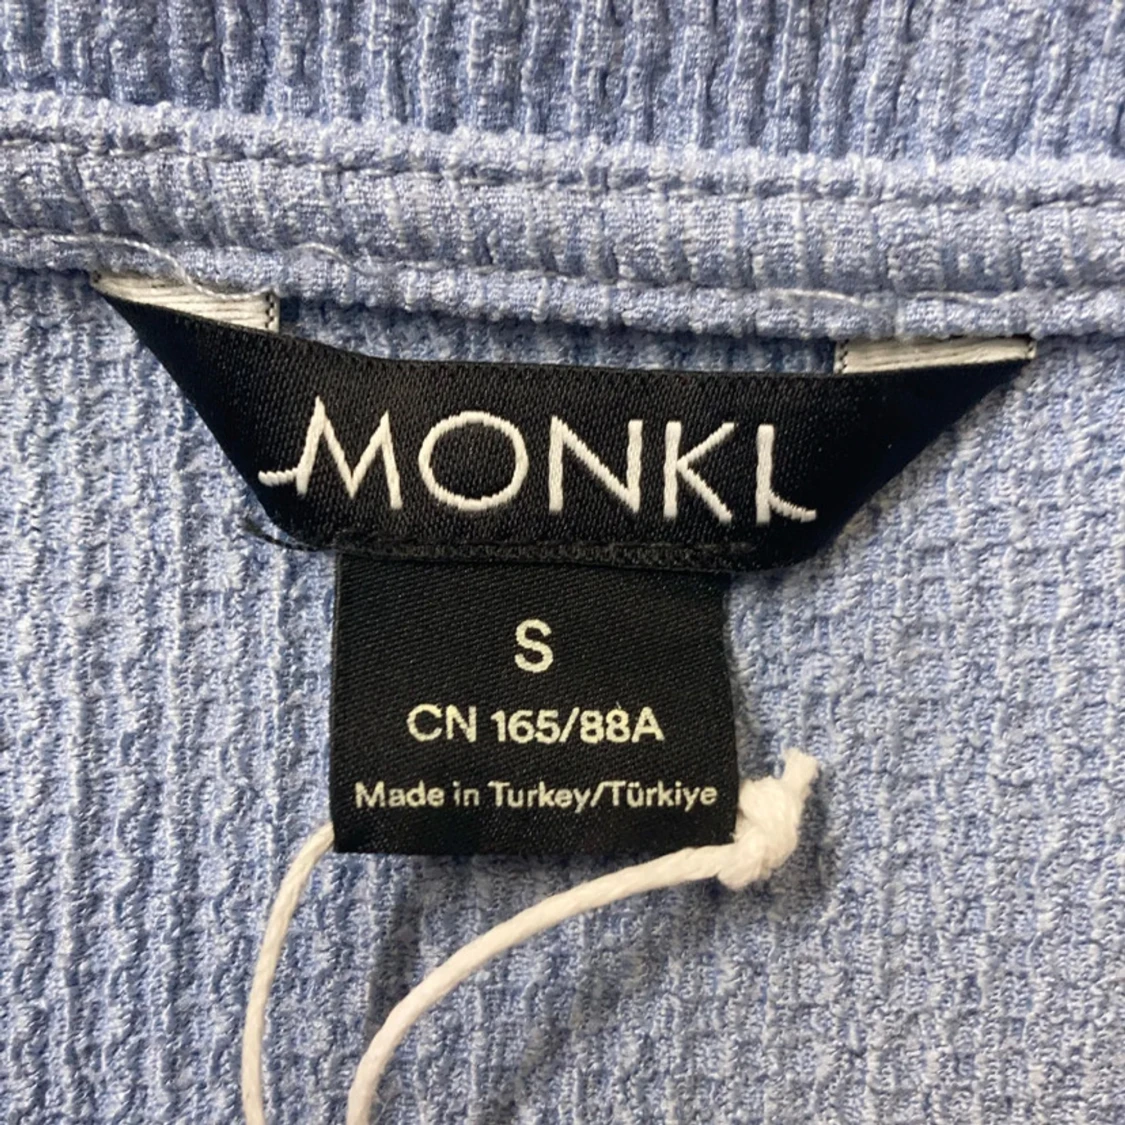 MONKI
S
CN 165/88A
Made in Turkey/Türkiye